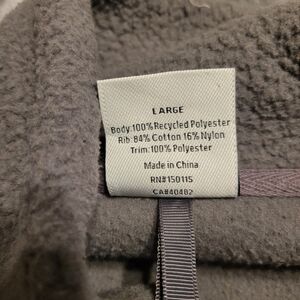 LARGE
Body:100% Recycled Polyester
Rib: 84% Cotton 16% Nylon
Trim:100% Polyester
Made in China
RN#150115
CA#40482